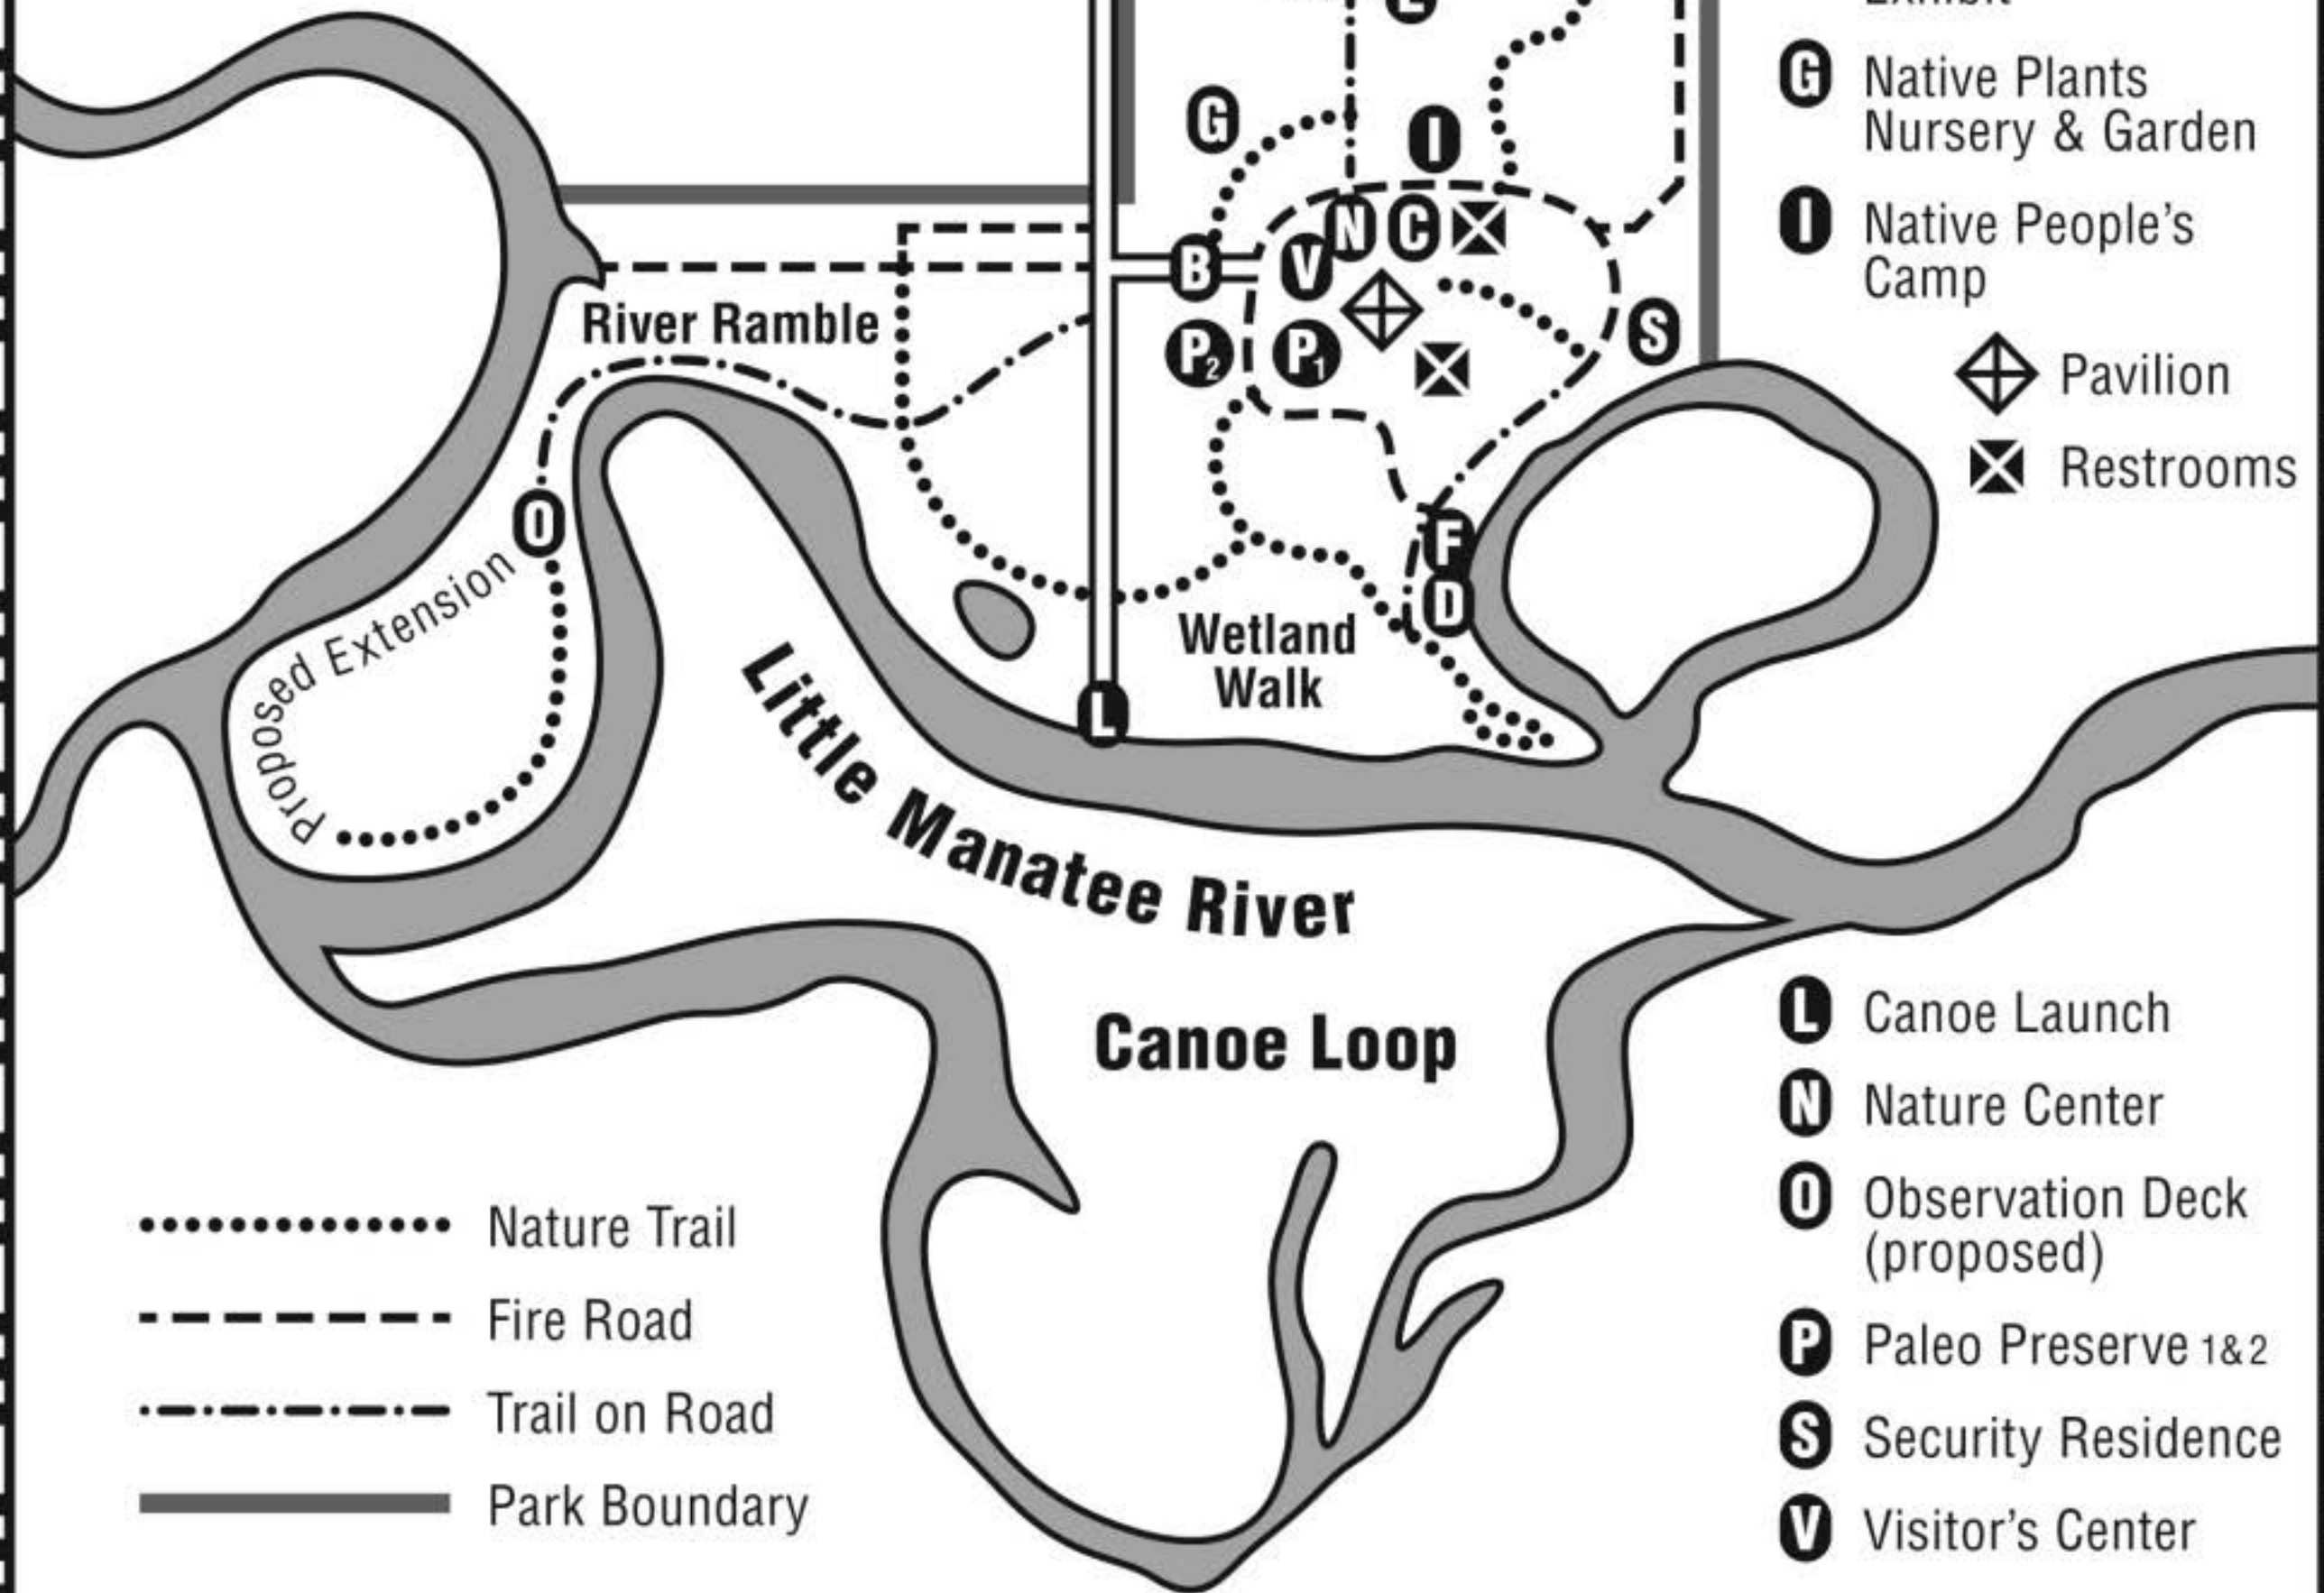 E
Exhibit
G
G Native Plants
Nursery & Garden
I
N C
B V
I Native People's
Camp
River Ramble
P2 P1
S
Pavilion
Restrooms
O
F
D
Proposed Extension
Wetland
Walk
L
Little Manatee River
Canoe Loop
L Canoe Launch
N Nature Center
O Observation Deck
(proposed)
P Paleo Preserve 1&2
S Security Residence
V Visitor's Center
Nature Trail
Fire Road
Trail on Road
Park Boundary